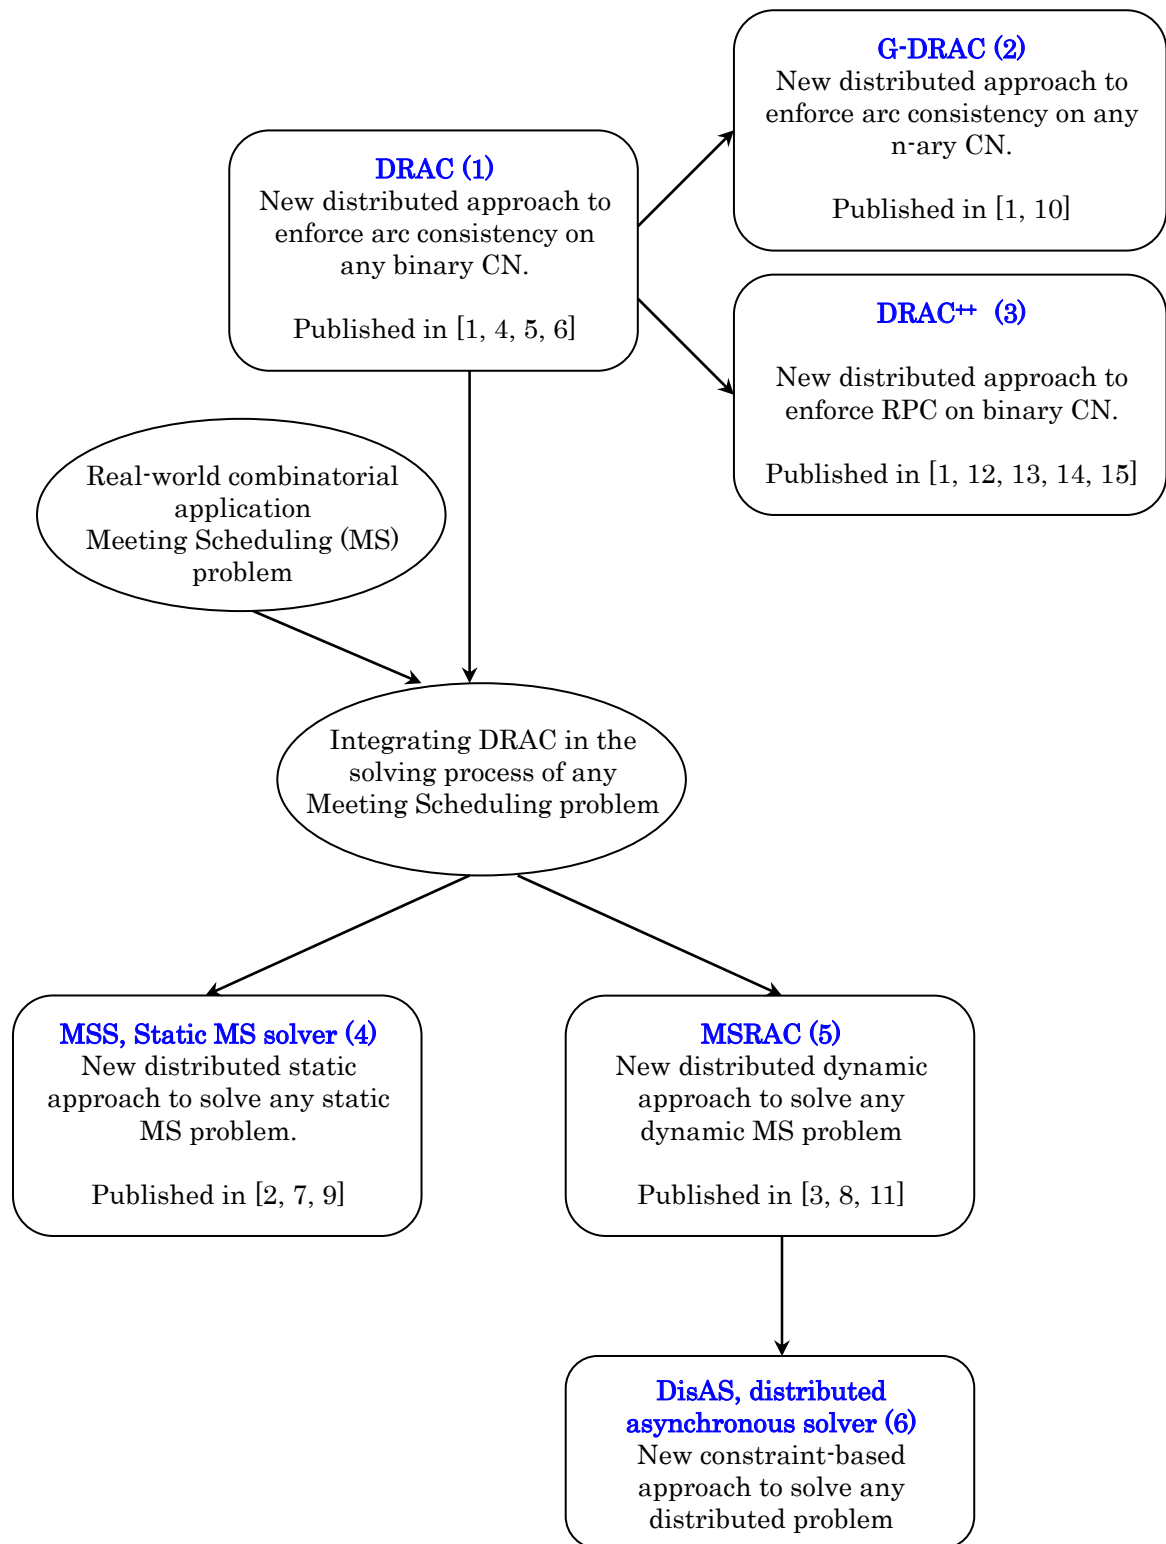 G-DRAC (2)
New distributed approach to
enforce arc consistency on any
n-ary CN.
Published in [1, 10]
DRAC (1)
New distributed approach to
enforce arc consistency on
any binary CN.
Published in [1, 4, 5, 6]
DRAC⁺⁺ (3)
New distributed approach to
enforce RPC on binary CN.
Published in [1, 12, 13, 14, 15]
Real-world combinatorial
application
Meeting Scheduling (MS)
problem
Integrating DRAC in the
solving process of any
Meeting Scheduling problem
MSS, Static MS solver (4)
New distributed static
approach to solve any static
MS problem.
Published in [2, 7, 9]
MSRAC (5)
New distributed dynamic
approach to solve any
dynamic MS problem
Published in [3, 8, 11]
DisAS, distributed
asynchronous solver (6)
New constraint-based
approach to solve any
distributed problem